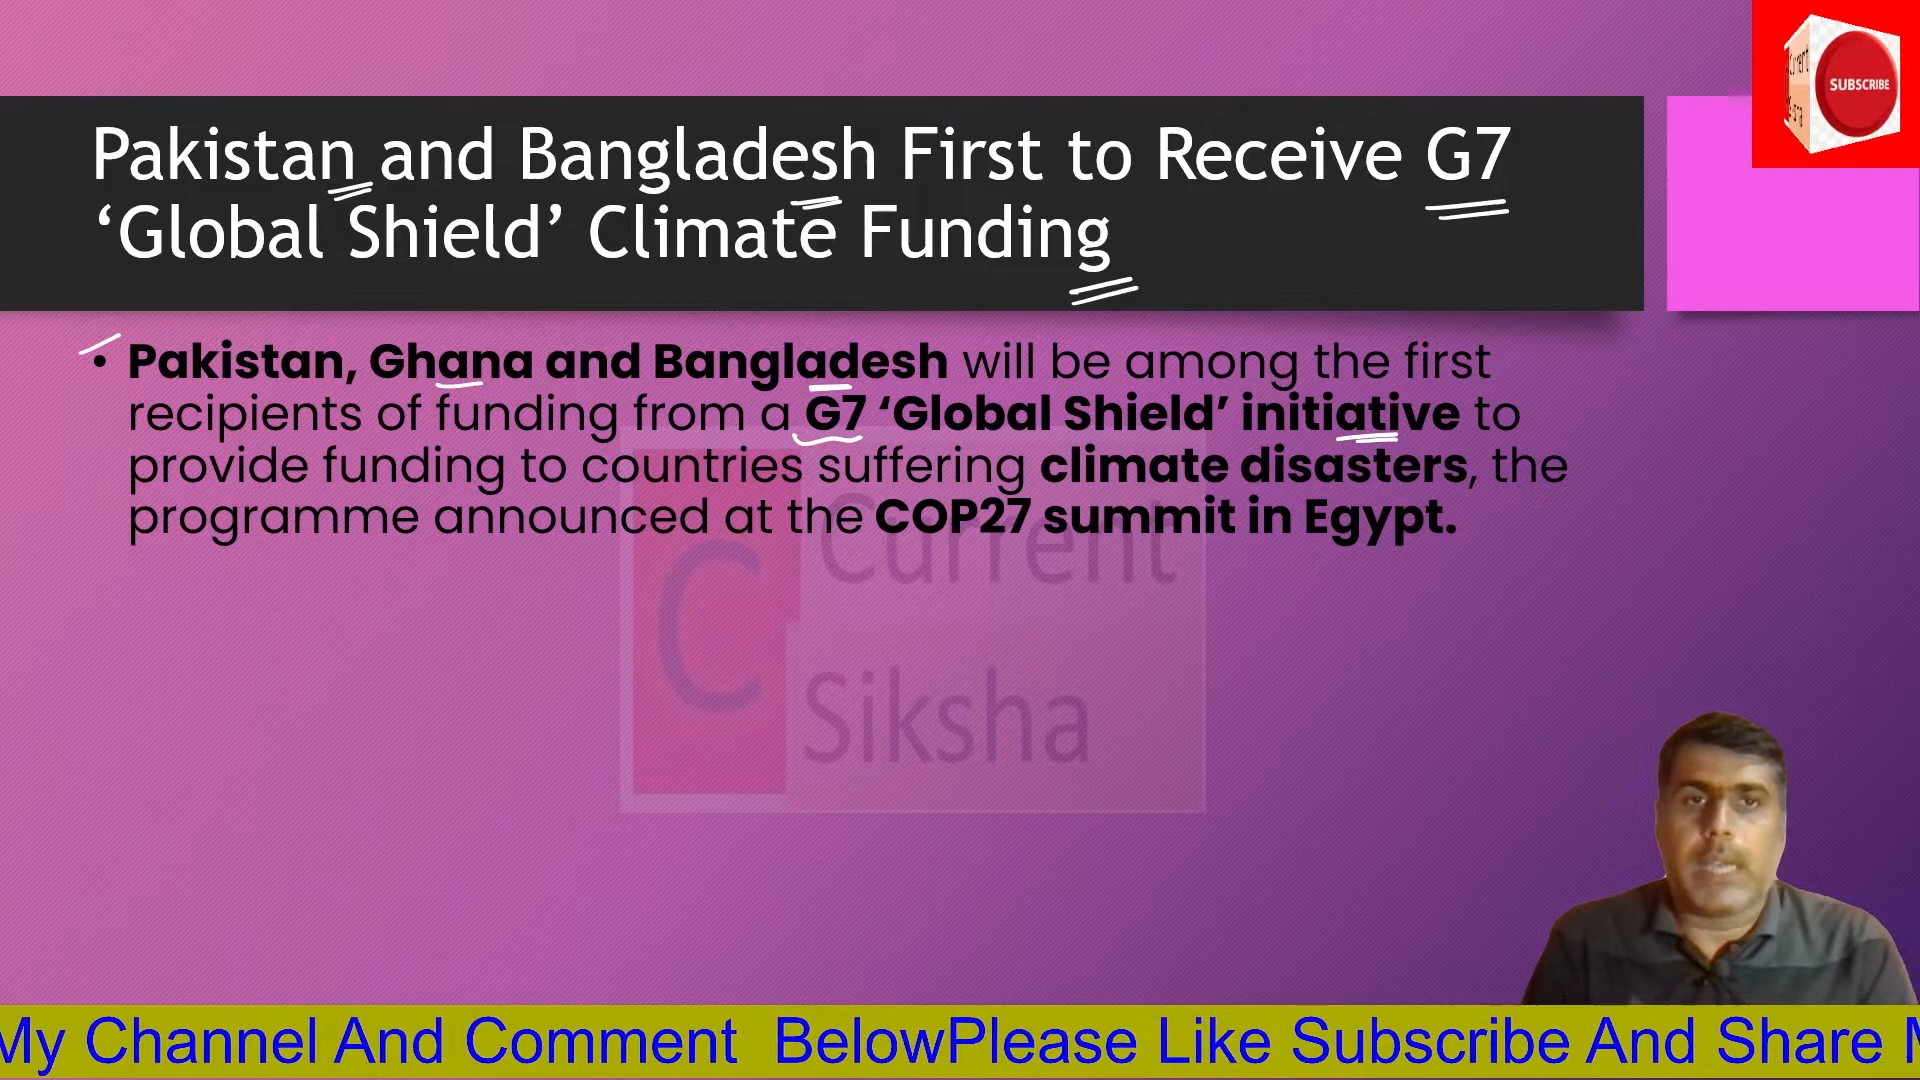 SUBSCRIBE
Pakistan and Bangladesh First to Receive G7
‘Global Shield’ Climate Funding
• Pakistan, Ghana and Bangladesh will be among the first
recipients of funding from a G7 ‘Global Shield’ initiative to
provide funding to countries suffering climate disasters, the
programme announced at the COP27 summit in Egypt.
C Current
Siksha
My Channel And Comment BelowPlease Like Subscribe And Share